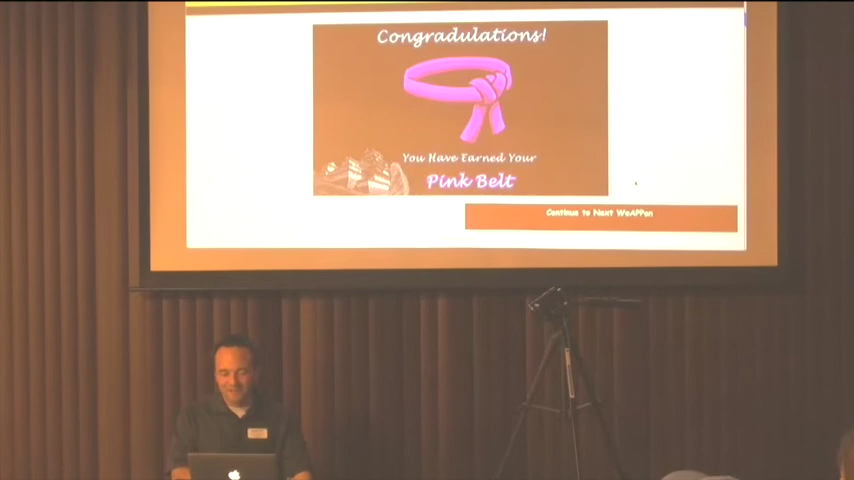 Congradulations!
You Have Earned Your
Pink Belt
Continue to Next WeAPPon